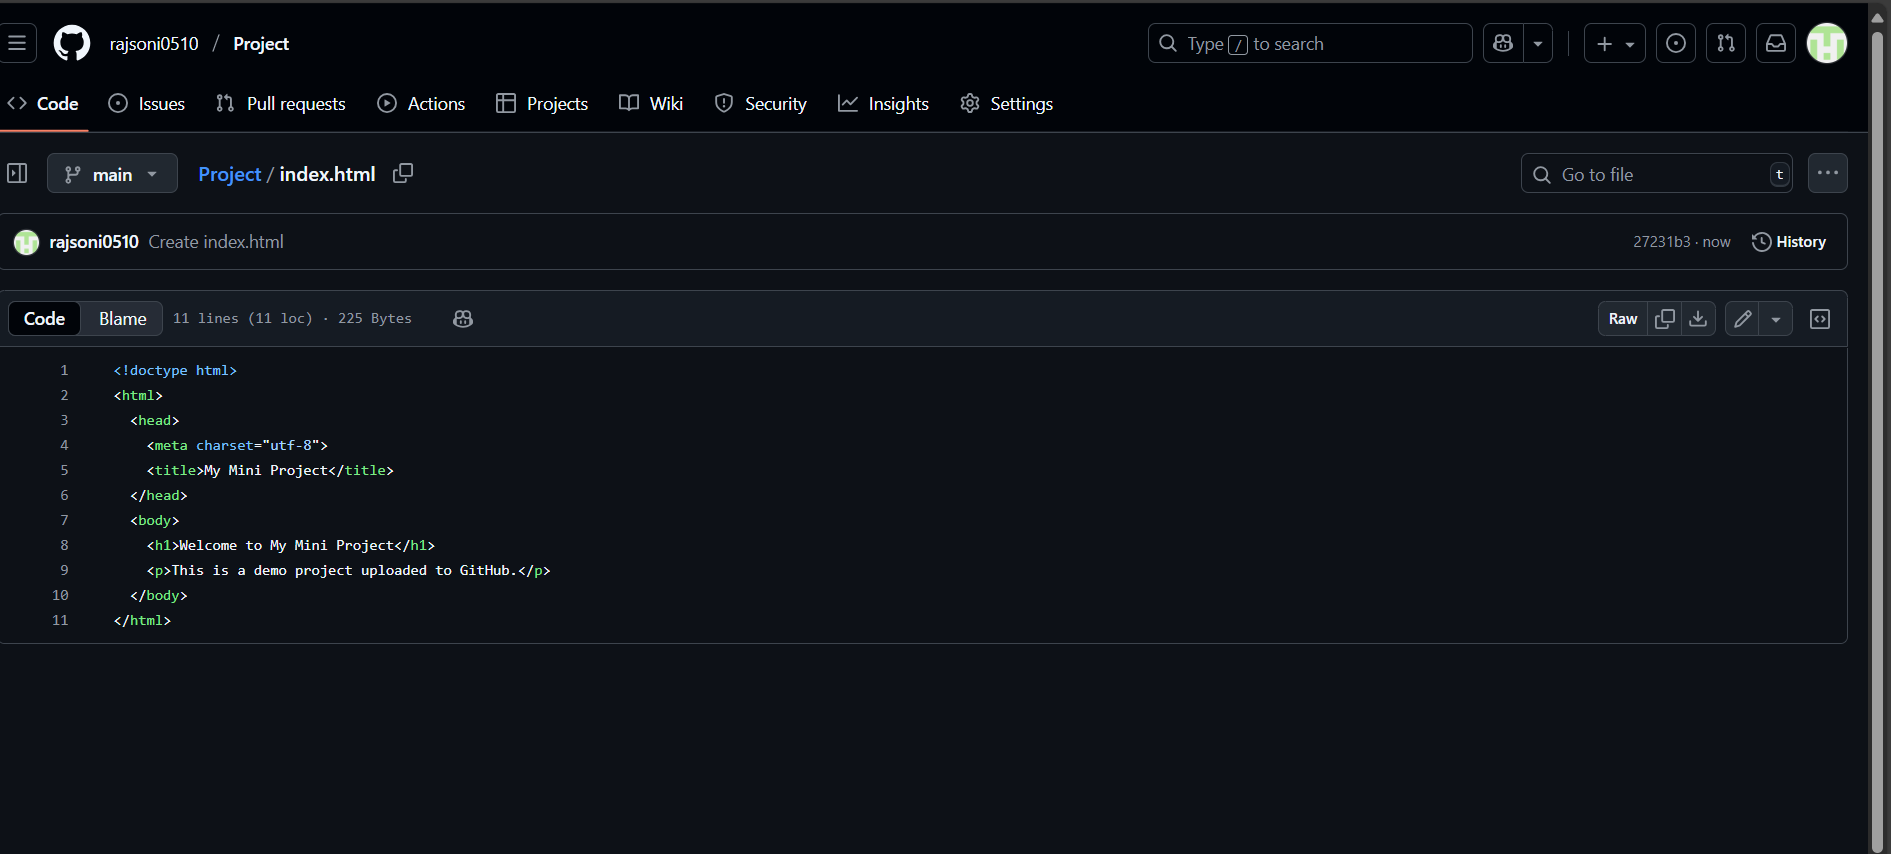 rajsoni0510 / Project
Type / to search
Code Issues Pull requests Actions Projects Wiki Security Insights Settings
main Project / index.html
Go to file t
rajsoni0510 Create index.html
27231b3 · now History
Code Blame 11 lines (11 loc) · 225 Bytes
Raw
1 <!doctype html>
2 <html>
3 <head>
4 <meta charset="utf-8">
5 <title>My Mini Project</title>
6 </head>
7 <body>
8 <h1>Welcome to My Mini Project</h1>
9 <p>This is a demo project uploaded to GitHub.</p>
10 </body>
11 </html>